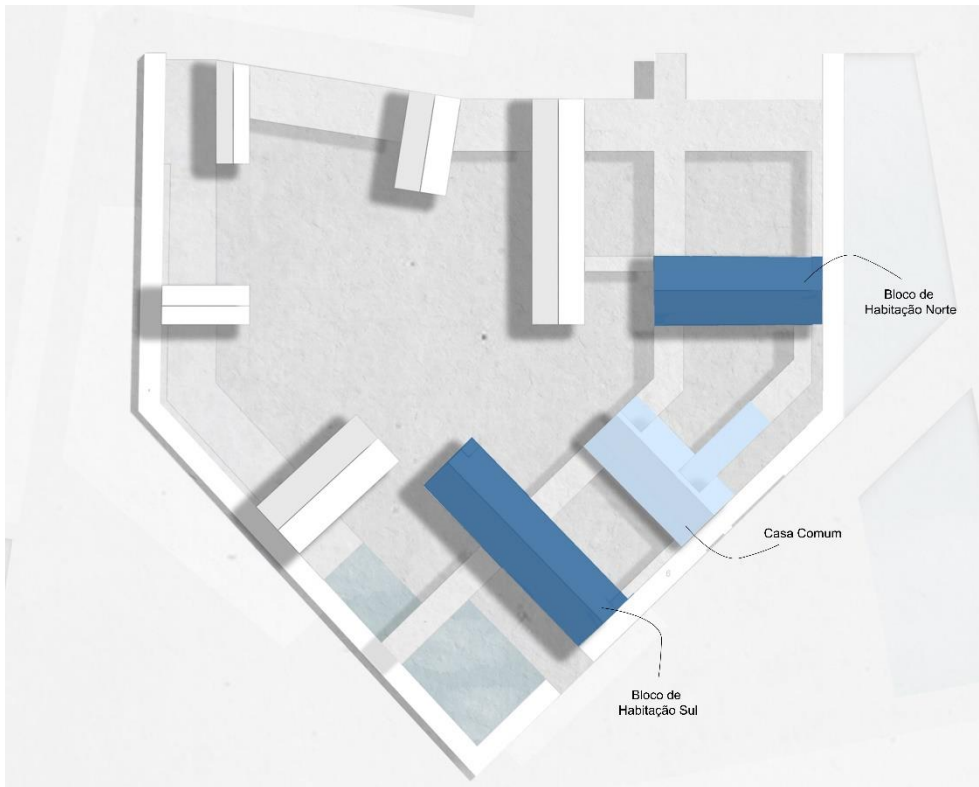 Bloco de
Habitação Norte
Casa Comum
Bloco de
Habitação Sul